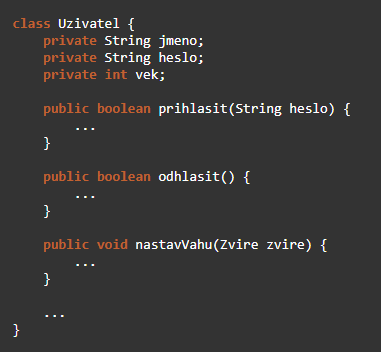 class Uzivatel {
    private String jmeno;
    private String heslo;
    private int vek;

    public boolean prihlasit(String heslo) {
        ...
    }

    public boolean odhlasit() {
        ...
    }

    public void nastavVahu(Zvire zvire) {
        ...
    }

    ...
}